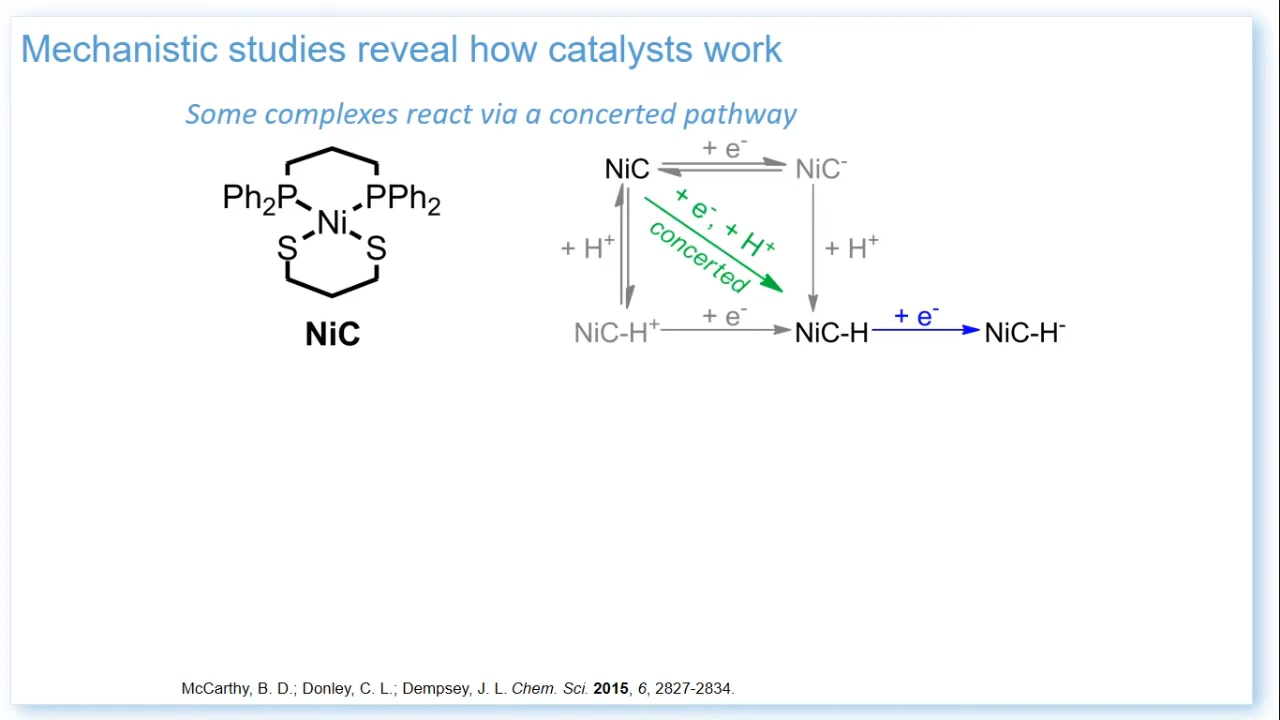 Mechanistic studies reveal how catalysts work
Some complexes react via a concerted pathway
Ph₂P PPh₂
Ni
S S
NiC
NiC + e⁻ NiC⁻
+ e⁻, + H⁺
concerted
+ H⁺ + H⁺
NiC-H⁺ + e⁻ NiC-H + e⁻ NiC-H⁻
McCarthy, B. D.; Donley, C. L.; Dempsey, J. L. Chem. Sci. 2015, 6, 2827-2834.